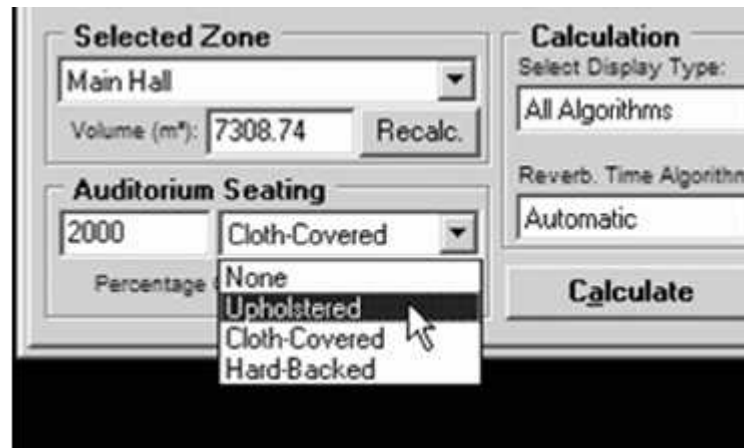 Selected Zone
Main Hall
Volume (m³): 7308.74 Recalc.
Auditorium Seating
2000 Cloth-Covered
Percentage
None
Upholstered
Cloth-Covered
Hard-Backed
Calculation
Select Display Type:
All Algorithms
Reverb. Time Algorithm
Automatic
Calculate